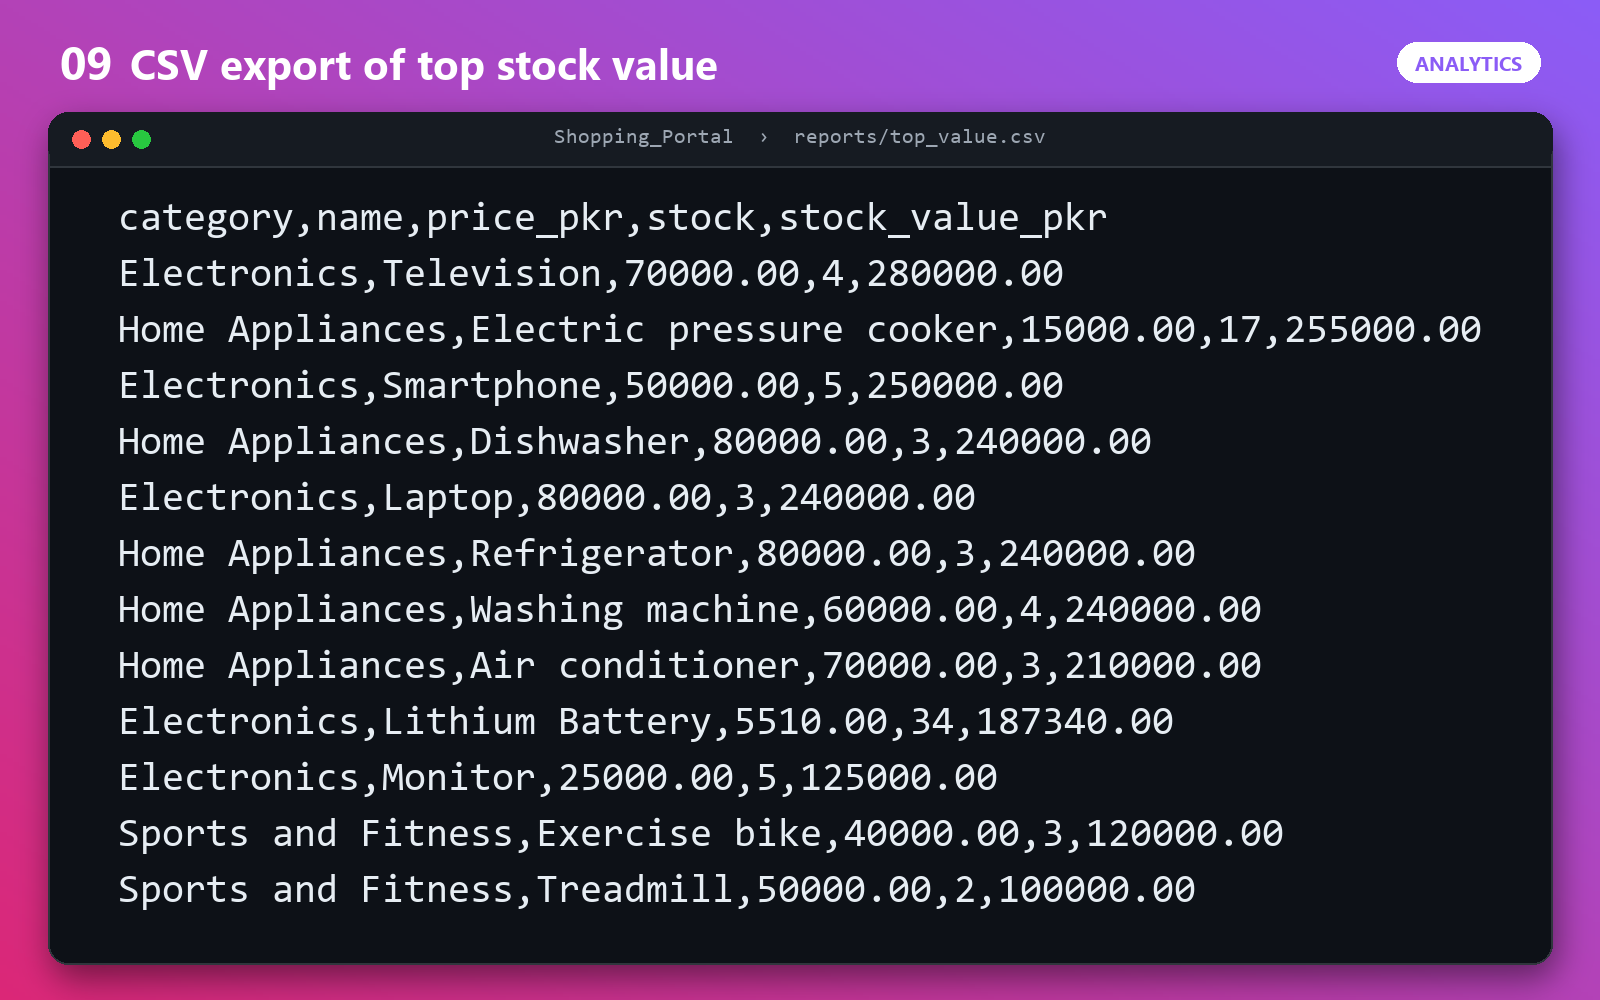 09 CSV export of top stock value
ANALYTICS
Shopping_Portal › reports/top_value.csv
category,name,price_pkr,stock,stock_value_pkr
Electronics,Television,70000.00,4,280000.00
Home Appliances,Electric pressure cooker,15000.00,17,255000.00
Electronics,Smartphone,50000.00,5,250000.00
Home Appliances,Dishwasher,80000.00,3,240000.00
Electronics,Laptop,80000.00,3,240000.00
Home Appliances,Refrigerator,80000.00,3,240000.00
Home Appliances,Washing machine,60000.00,4,240000.00
Home Appliances,Air conditioner,70000.00,3,210000.00
Electronics,Lithium Battery,5510.00,34,187340.00
Electronics,Monitor,25000.00,5,125000.00
Sports and Fitness,Exercise bike,40000.00,3,120000.00
Sports and Fitness,Treadmill,50000.00,2,100000.00